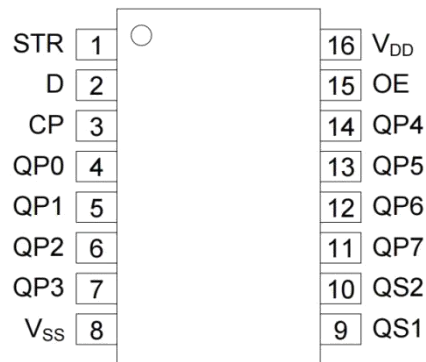 STR 1 16 VDD
D 2 15 OE
CP 3 14 QP4
QP0 4 13 QP5
QP1 5 12 QP6
QP2 6 11 QP7
QP3 7 10 QS2
VSS 8 9 QS1